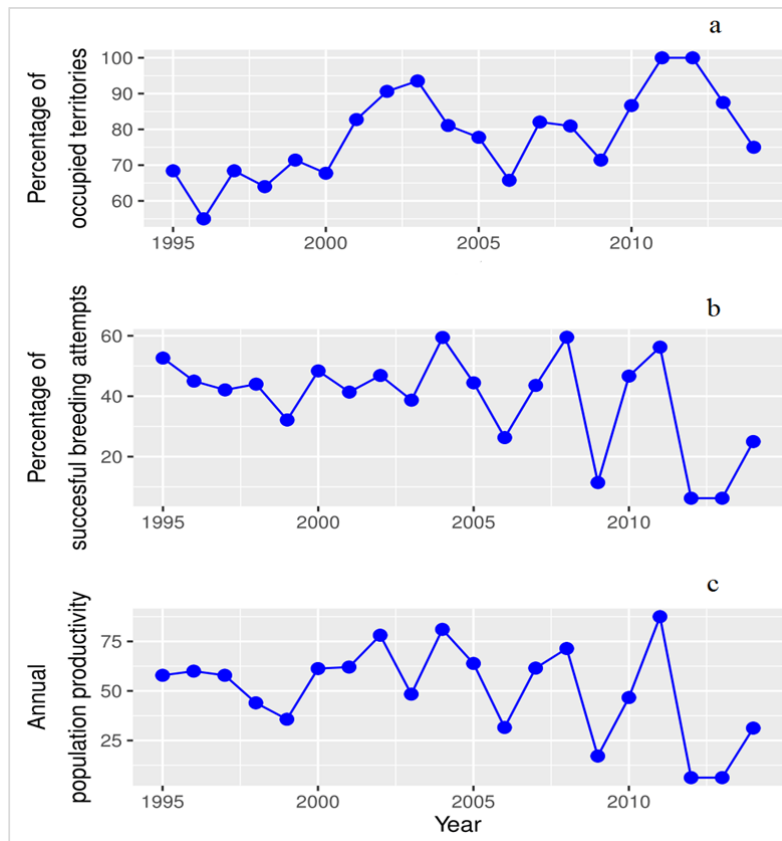 a
Percentage of
occupied territories
100
90
80
70
60
1995 2000 2005 2010
b
Percentage of
succesful breeding attempts
60
40
20
1995 2000 2005 2010
c
Annual
population productivity
75
50
25
1995 2000 2005 2010
Year